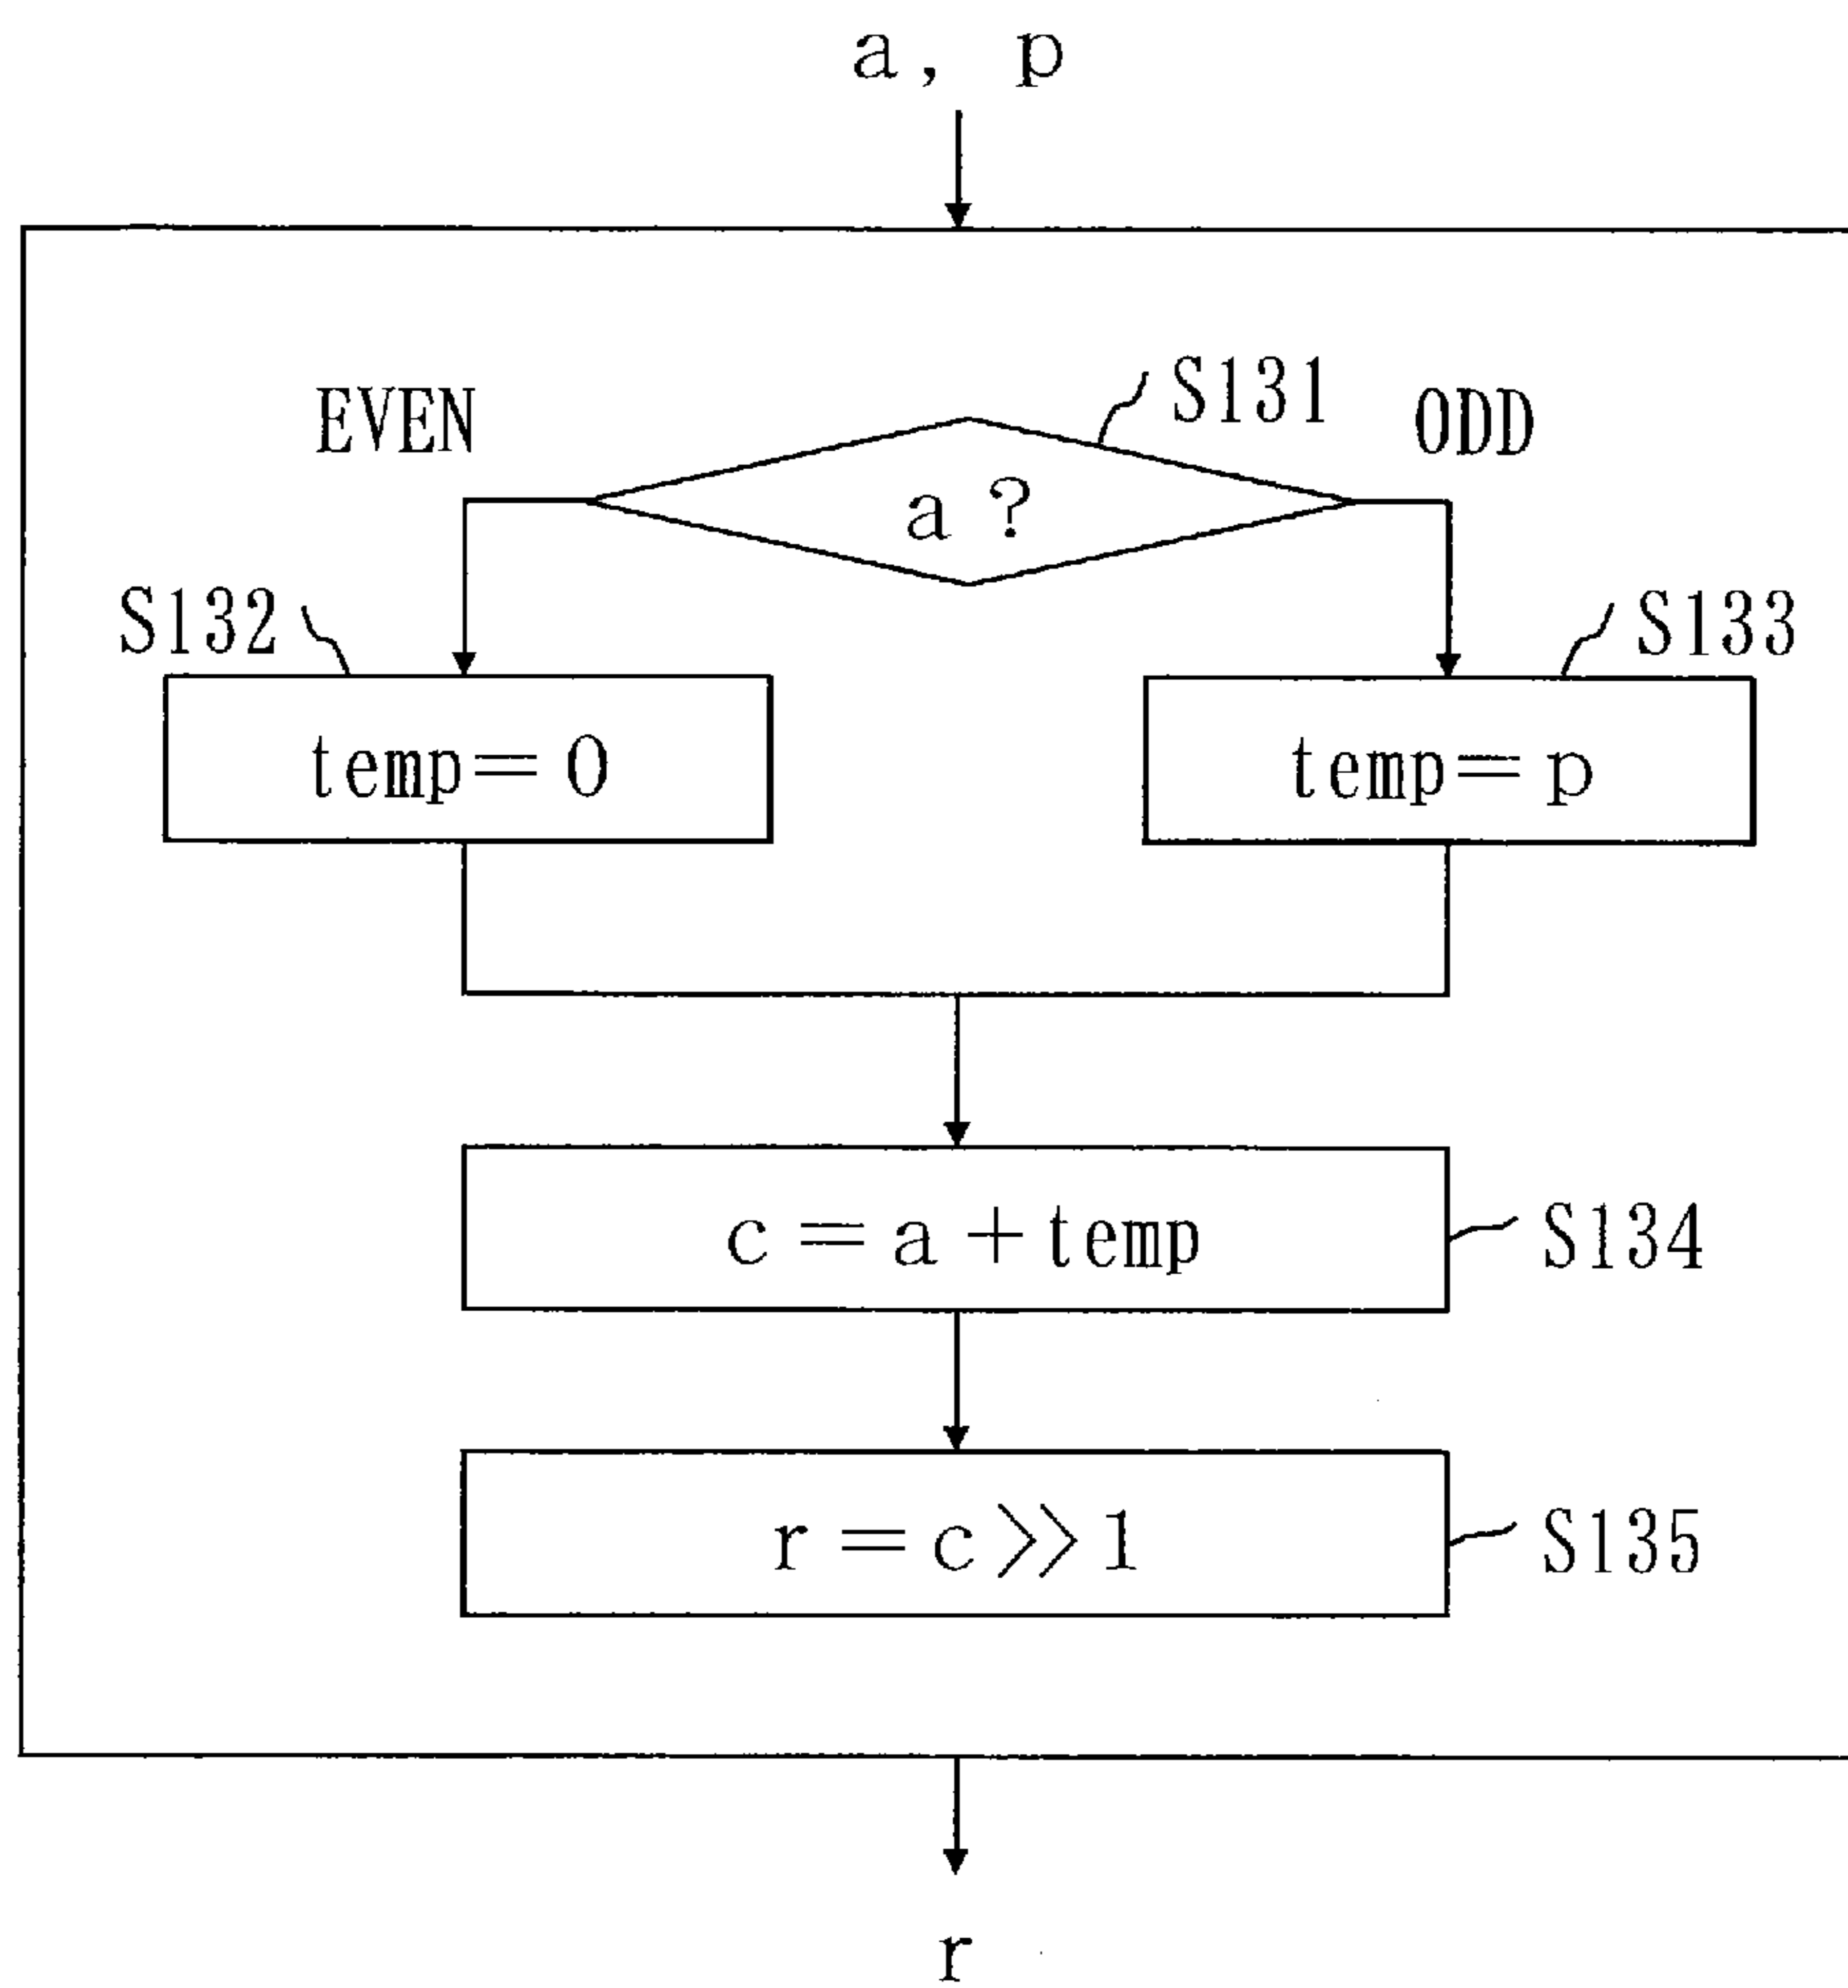 a, p
S131
EVEN
ODD
a?
S132
S133
temp=0
temp=p
c=a+temp
S134
r=c>>1
S135
r